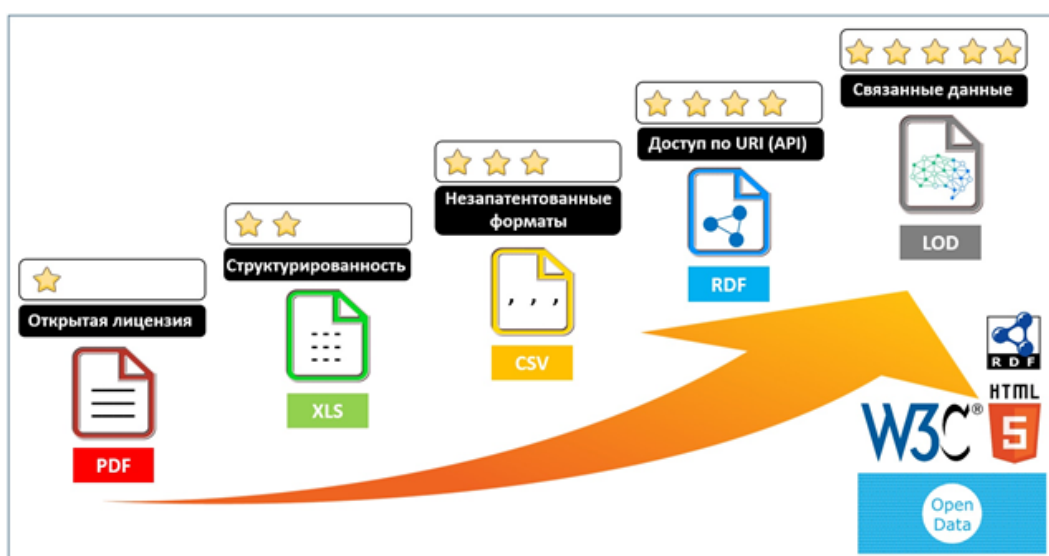 Открытая лицензия
PDF
Структурированность
XLS
Незапатентованные
форматы
, , ,
CSV
Доступ по URI (API)
RDF
Связанные данные
LOD
RDF
HTML
5
W3C®
Open
Data